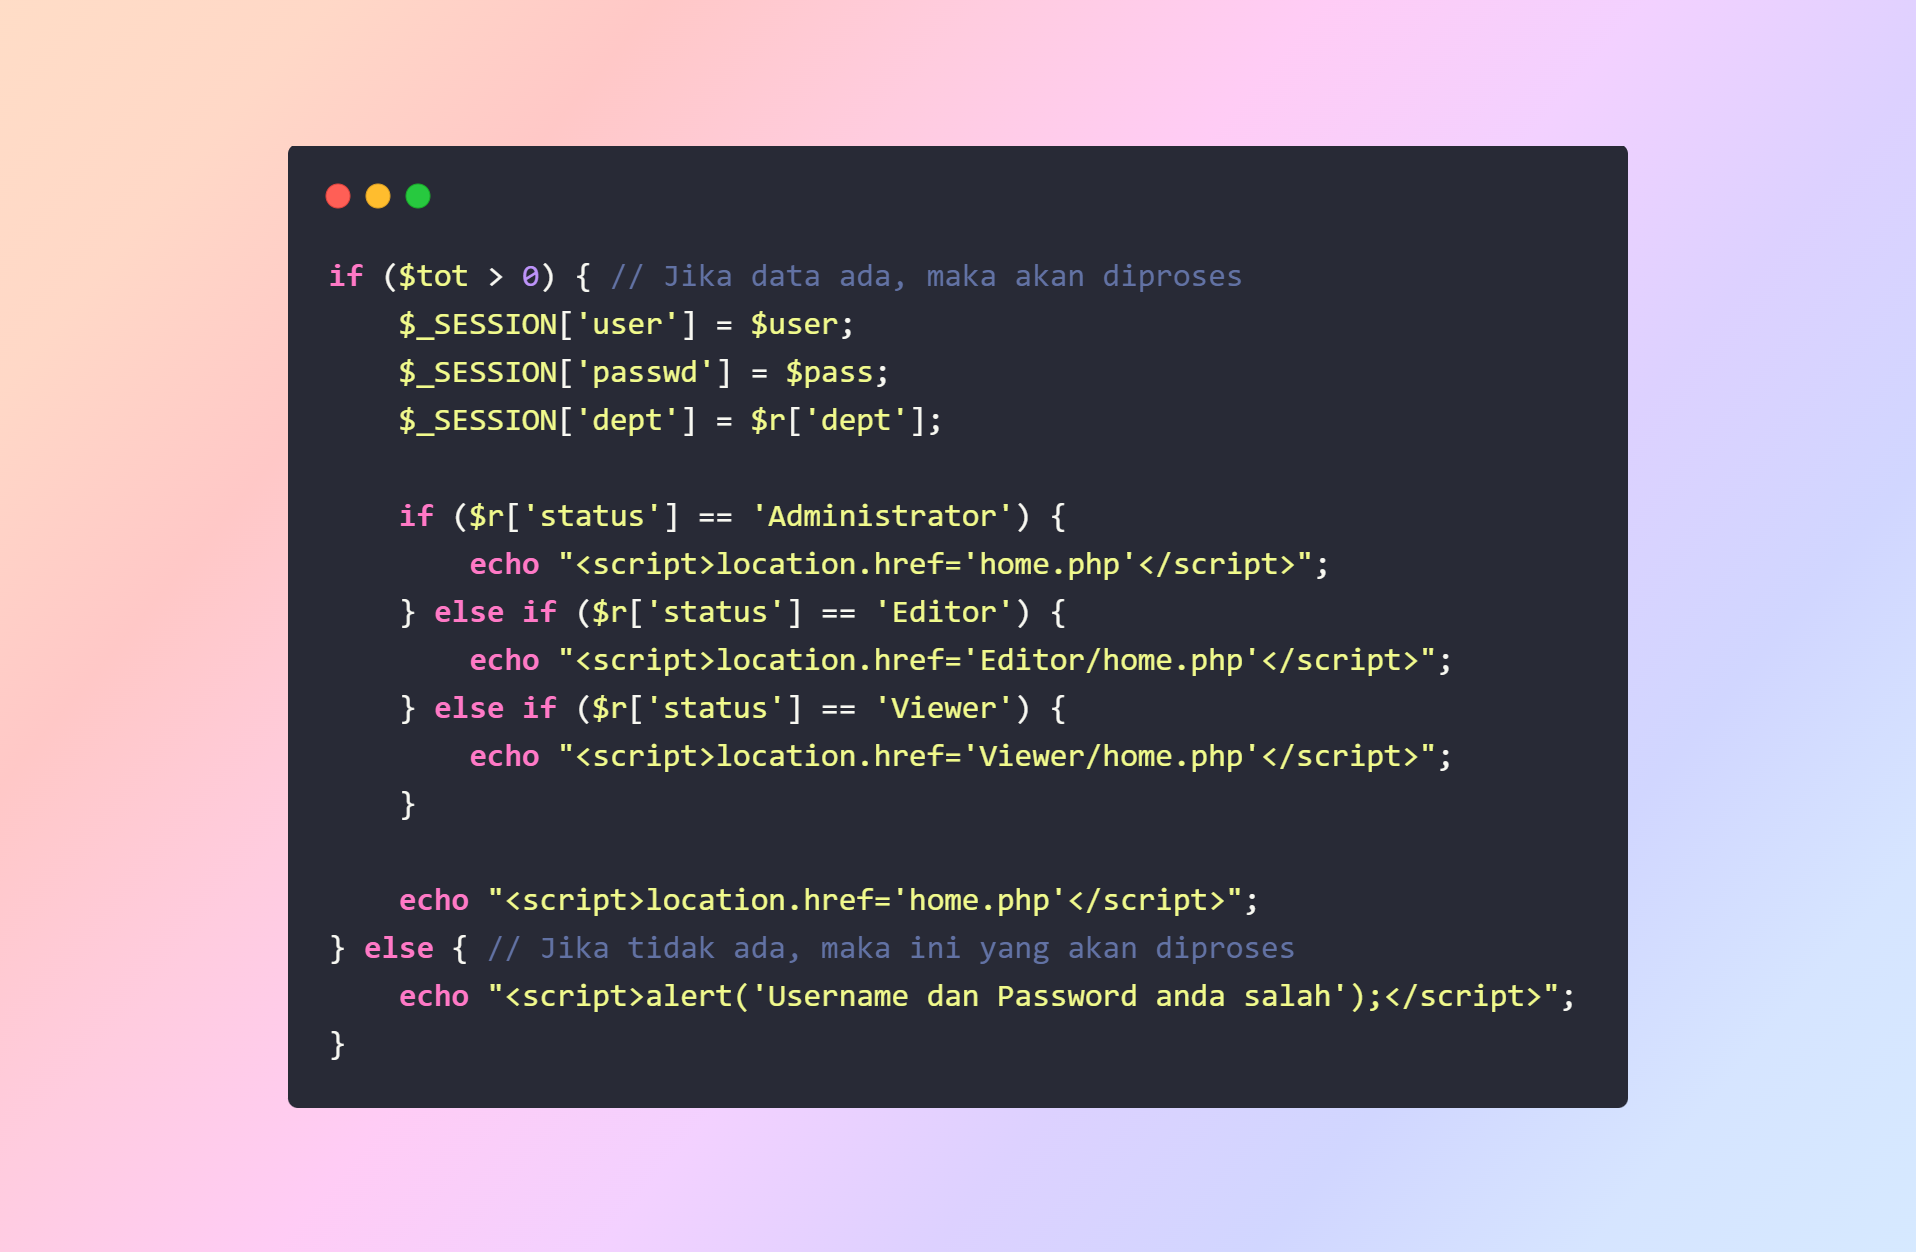 if ($tot > 0) { // Jika data ada, maka akan diproses
    $_SESSION['user'] = $user;
    $_SESSION['passwd'] = $pass;
    $_SESSION['dept'] = $r['dept'];

    if ($r['status'] == 'Administrator') {
        echo "<script>location.href='home.php'</script>";
    } else if ($r['status'] == 'Editor') {
        echo "<script>location.href='Editor/home.php'</script>";
    } else if ($r['status'] == 'Viewer') {
        echo "<script>location.href='Viewer/home.php'</script>";
    }

    echo "<script>location.href='home.php'</script>";
} else { // Jika tidak ada, maka ini yang akan diproses
    echo "<script>alert('Username dan Password anda salah');</script>";
}